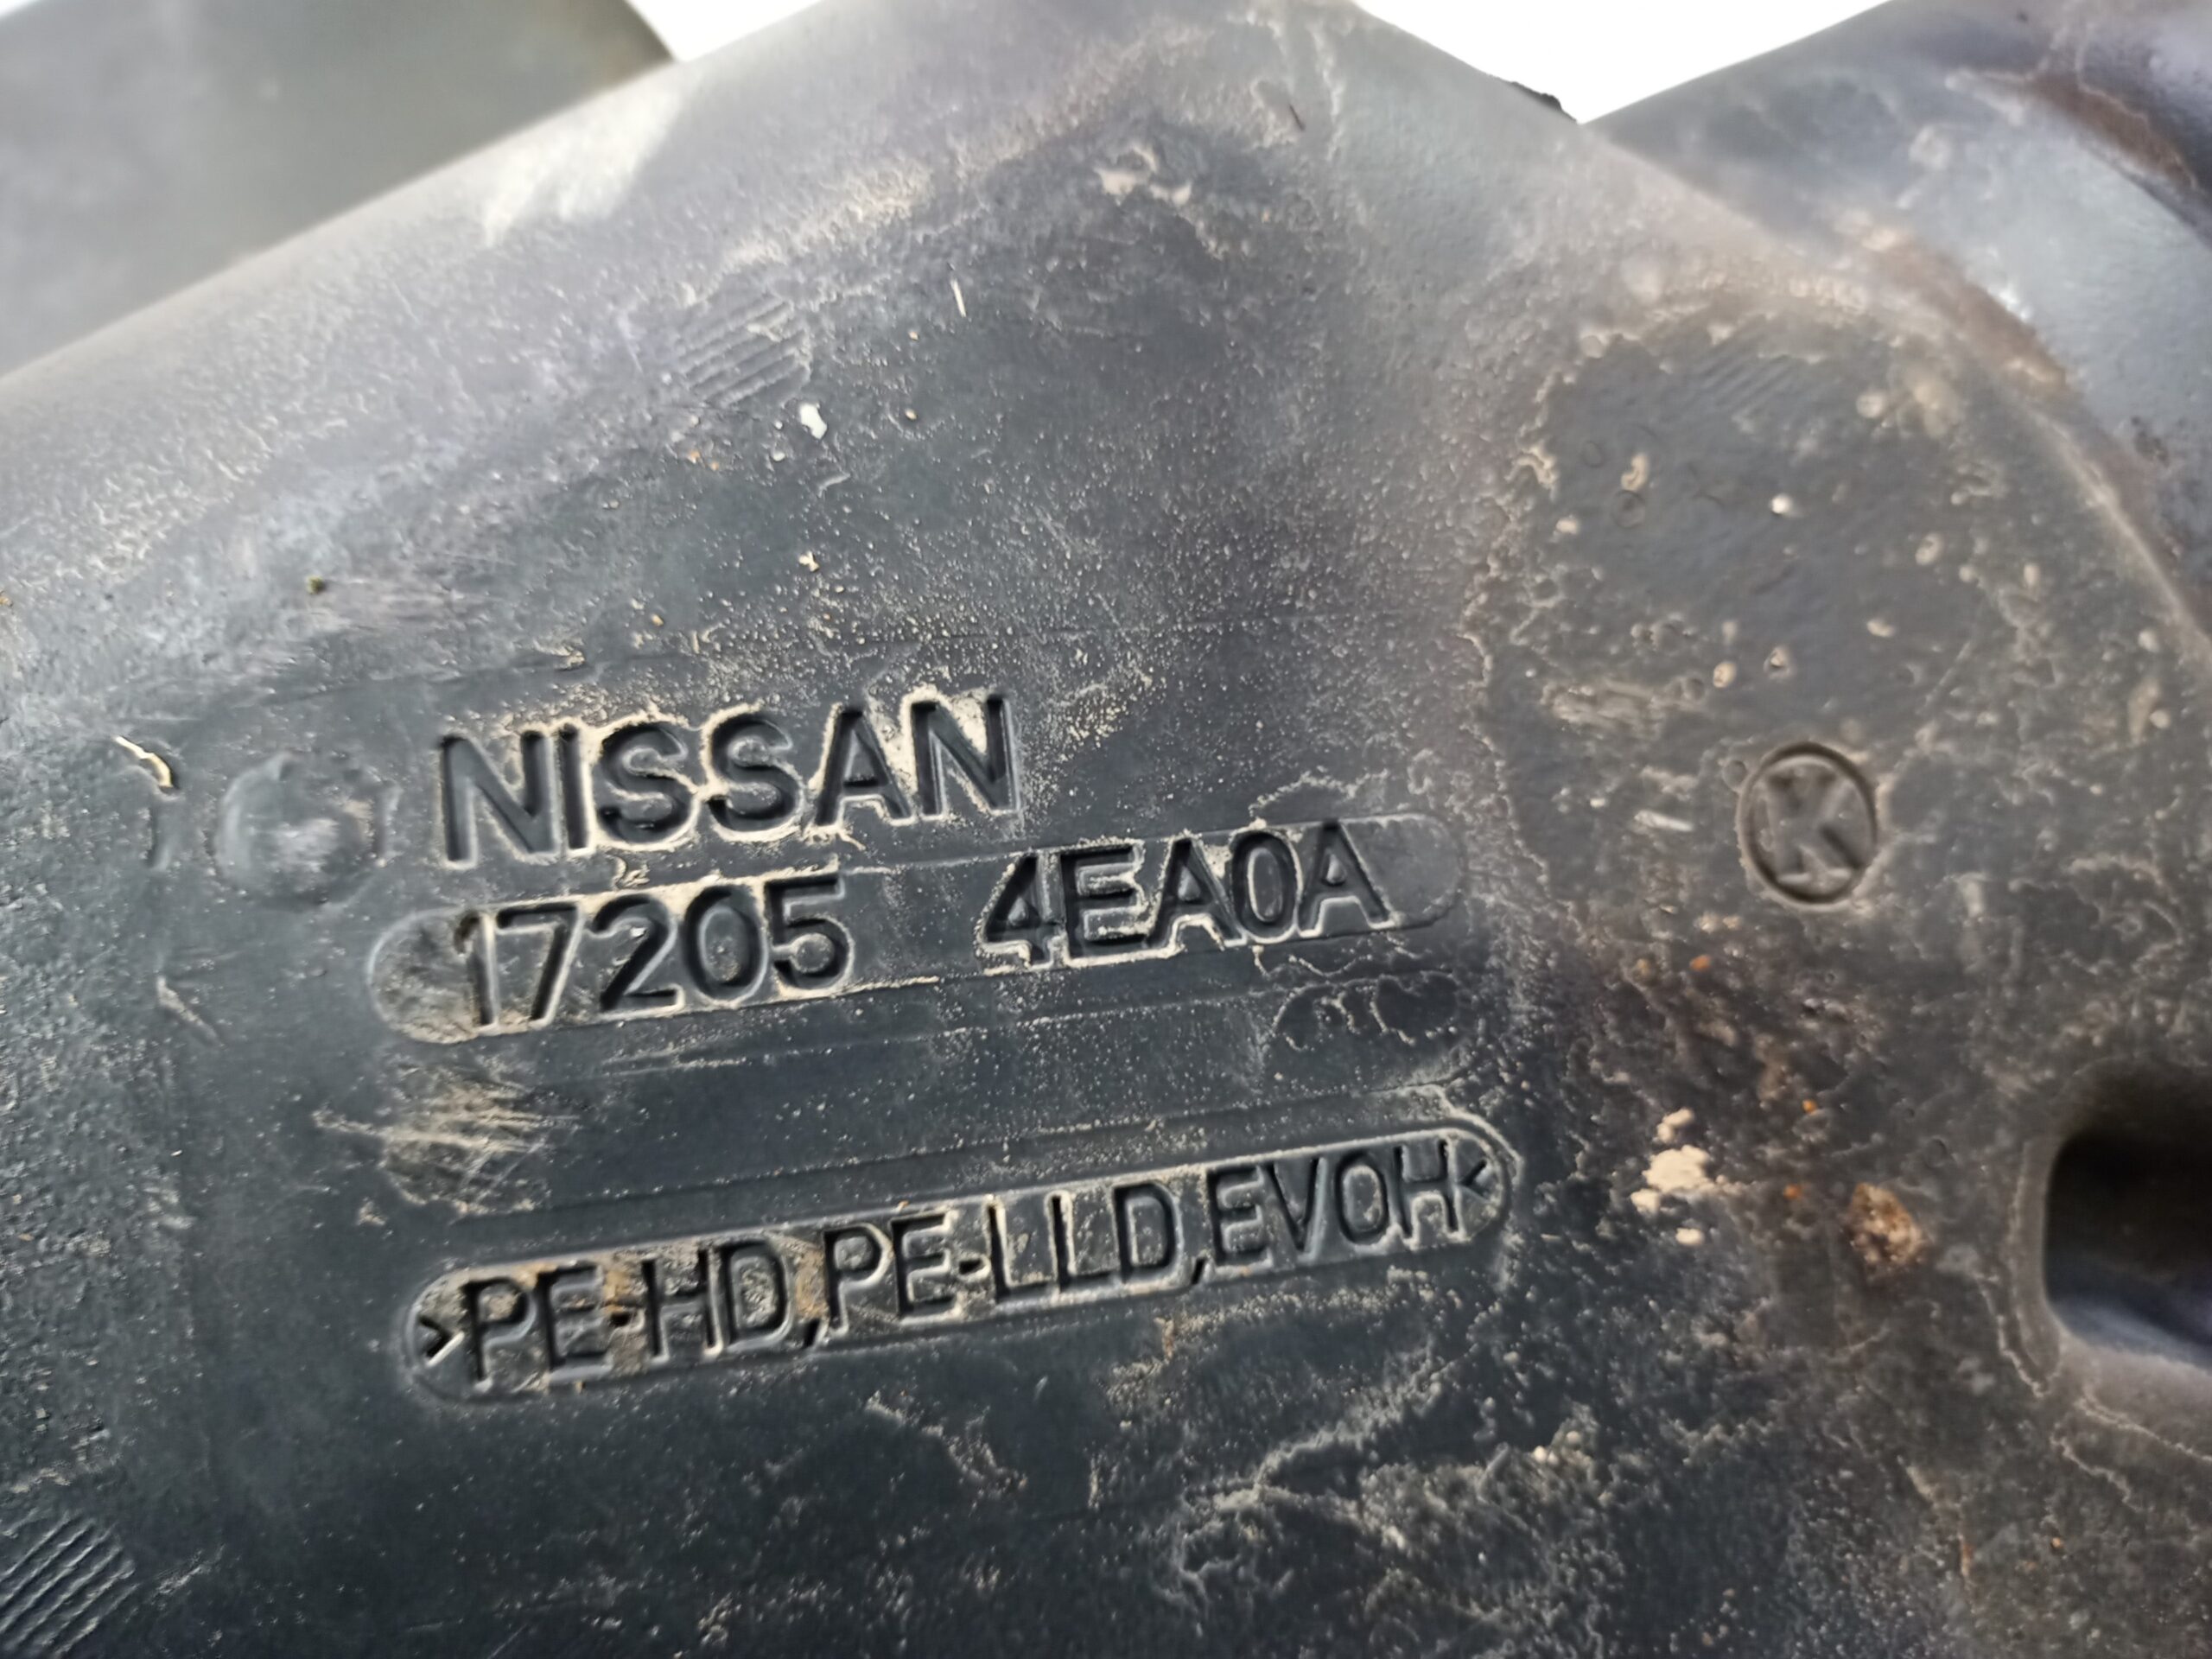 NISSAN
17205 4EA0A
K
>PE-HD,PE-LLD,EVOH<